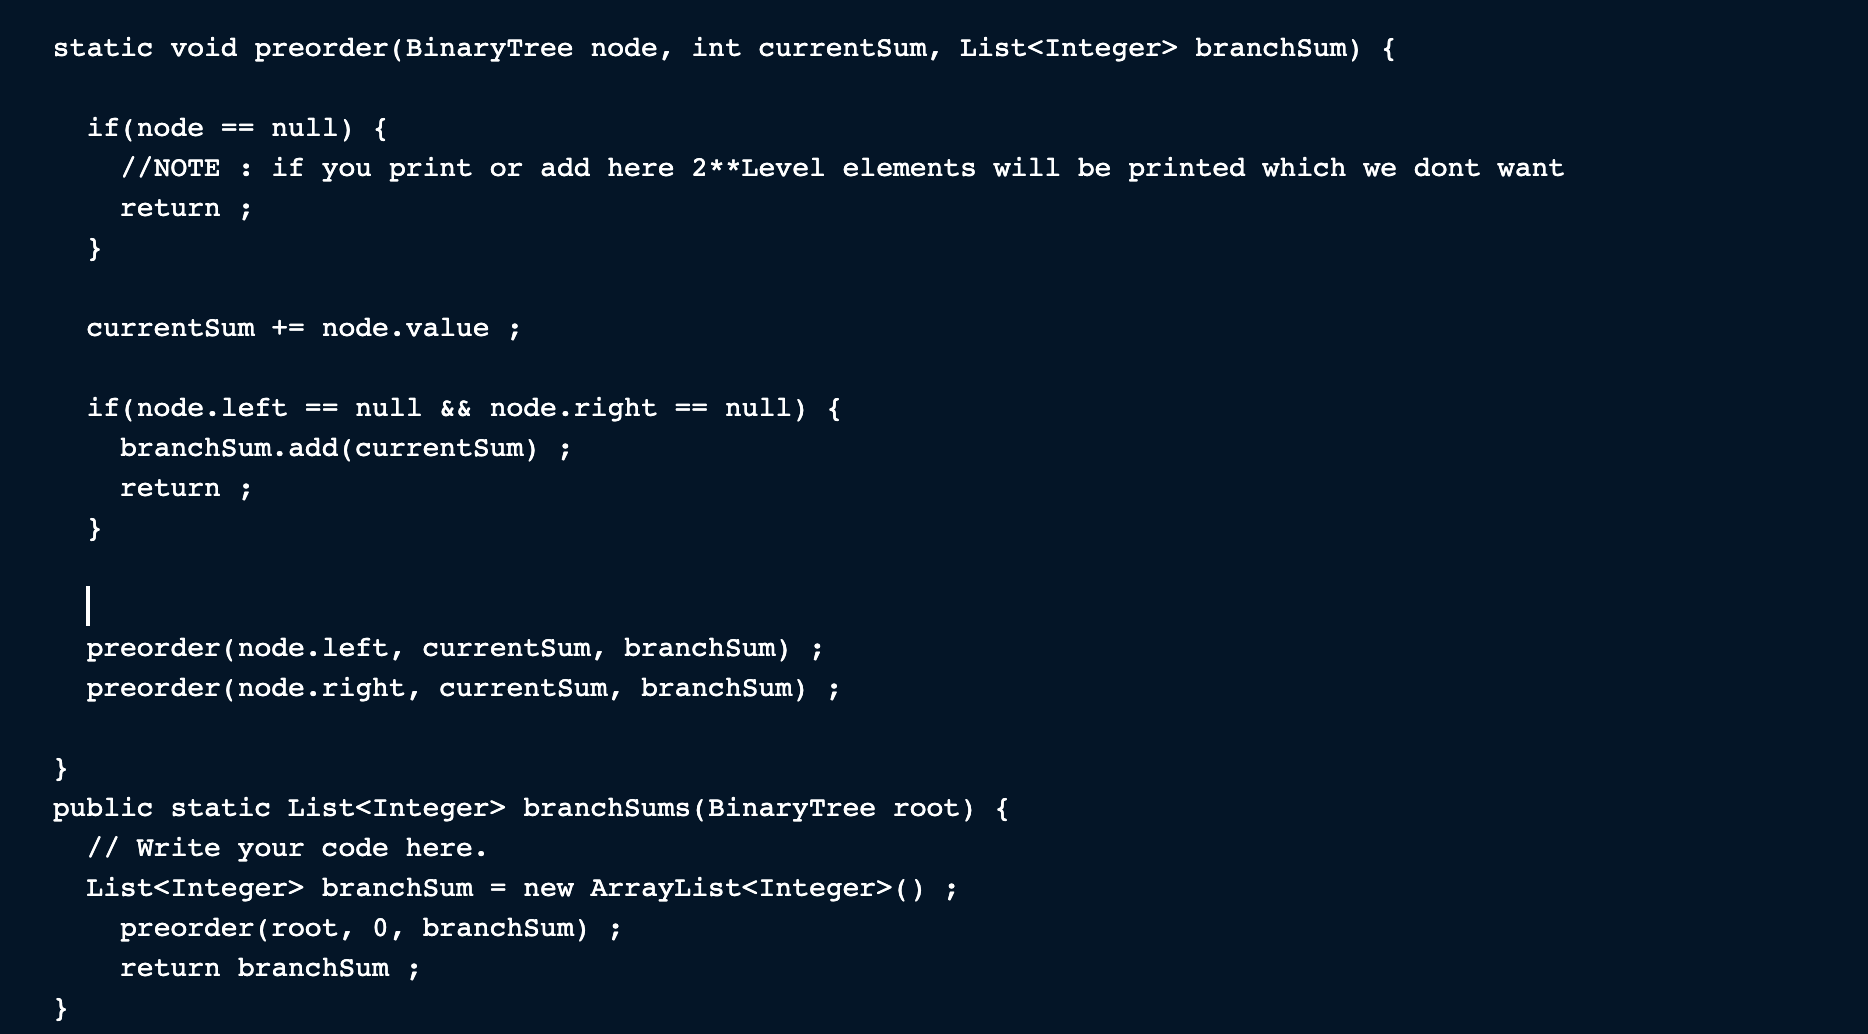 static void preorder(BinaryTree node, int currentSum, List<Integer> branchSum) {
if(node == null) {
//NOTE : if you print or add here 2**Level elements will be printed which we dont want
return ;
}
currentSum += node.value ;
if(node.left == null && node.right == null) {
branchSum.add(currentSum) ;
return ;
}
preorder(node.left, currentSum, branchSum) ;
preorder(node.right, currentSum, branchSum) ;
}
public static List<Integer> branchSums(BinaryTree root) {
// Write your code here.
List<Integer> branchSum = new ArrayList<Integer>() ;
preorder(root, 0, branchSum) ;
return branchSum ;
}